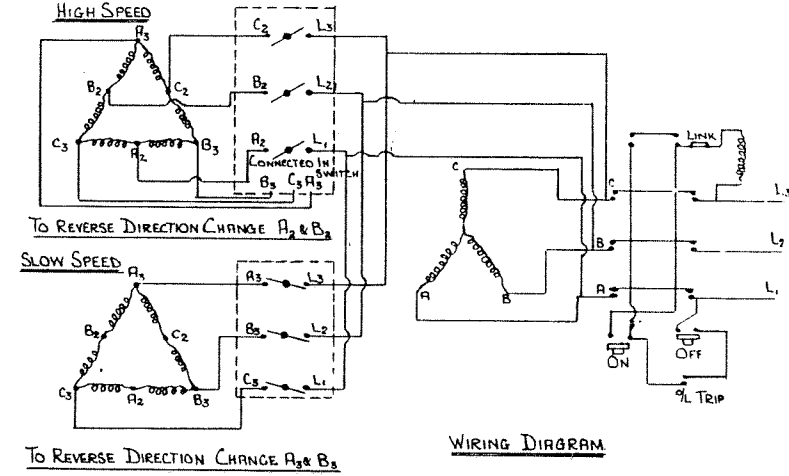 HIGH SPEED
A3
C2 L3
B2 C2
B2 L2
C3 A2 B3
A2 L1
CONNECTED IN SWITCH
B3 C3 A3
TO REVERSE DIRECTION CHANGE A2 & B2
SLOW SPEED
A3
A3 L3
B2 C2
B3 L2
C3 A2 B3
C3 L1
TO REVERSE DIRECTION CHANGE A3 & B3
C
A B
LINK
C L3
B L2
A L1
ON OFF
O/L TRIP
WIRING DIAGRAM